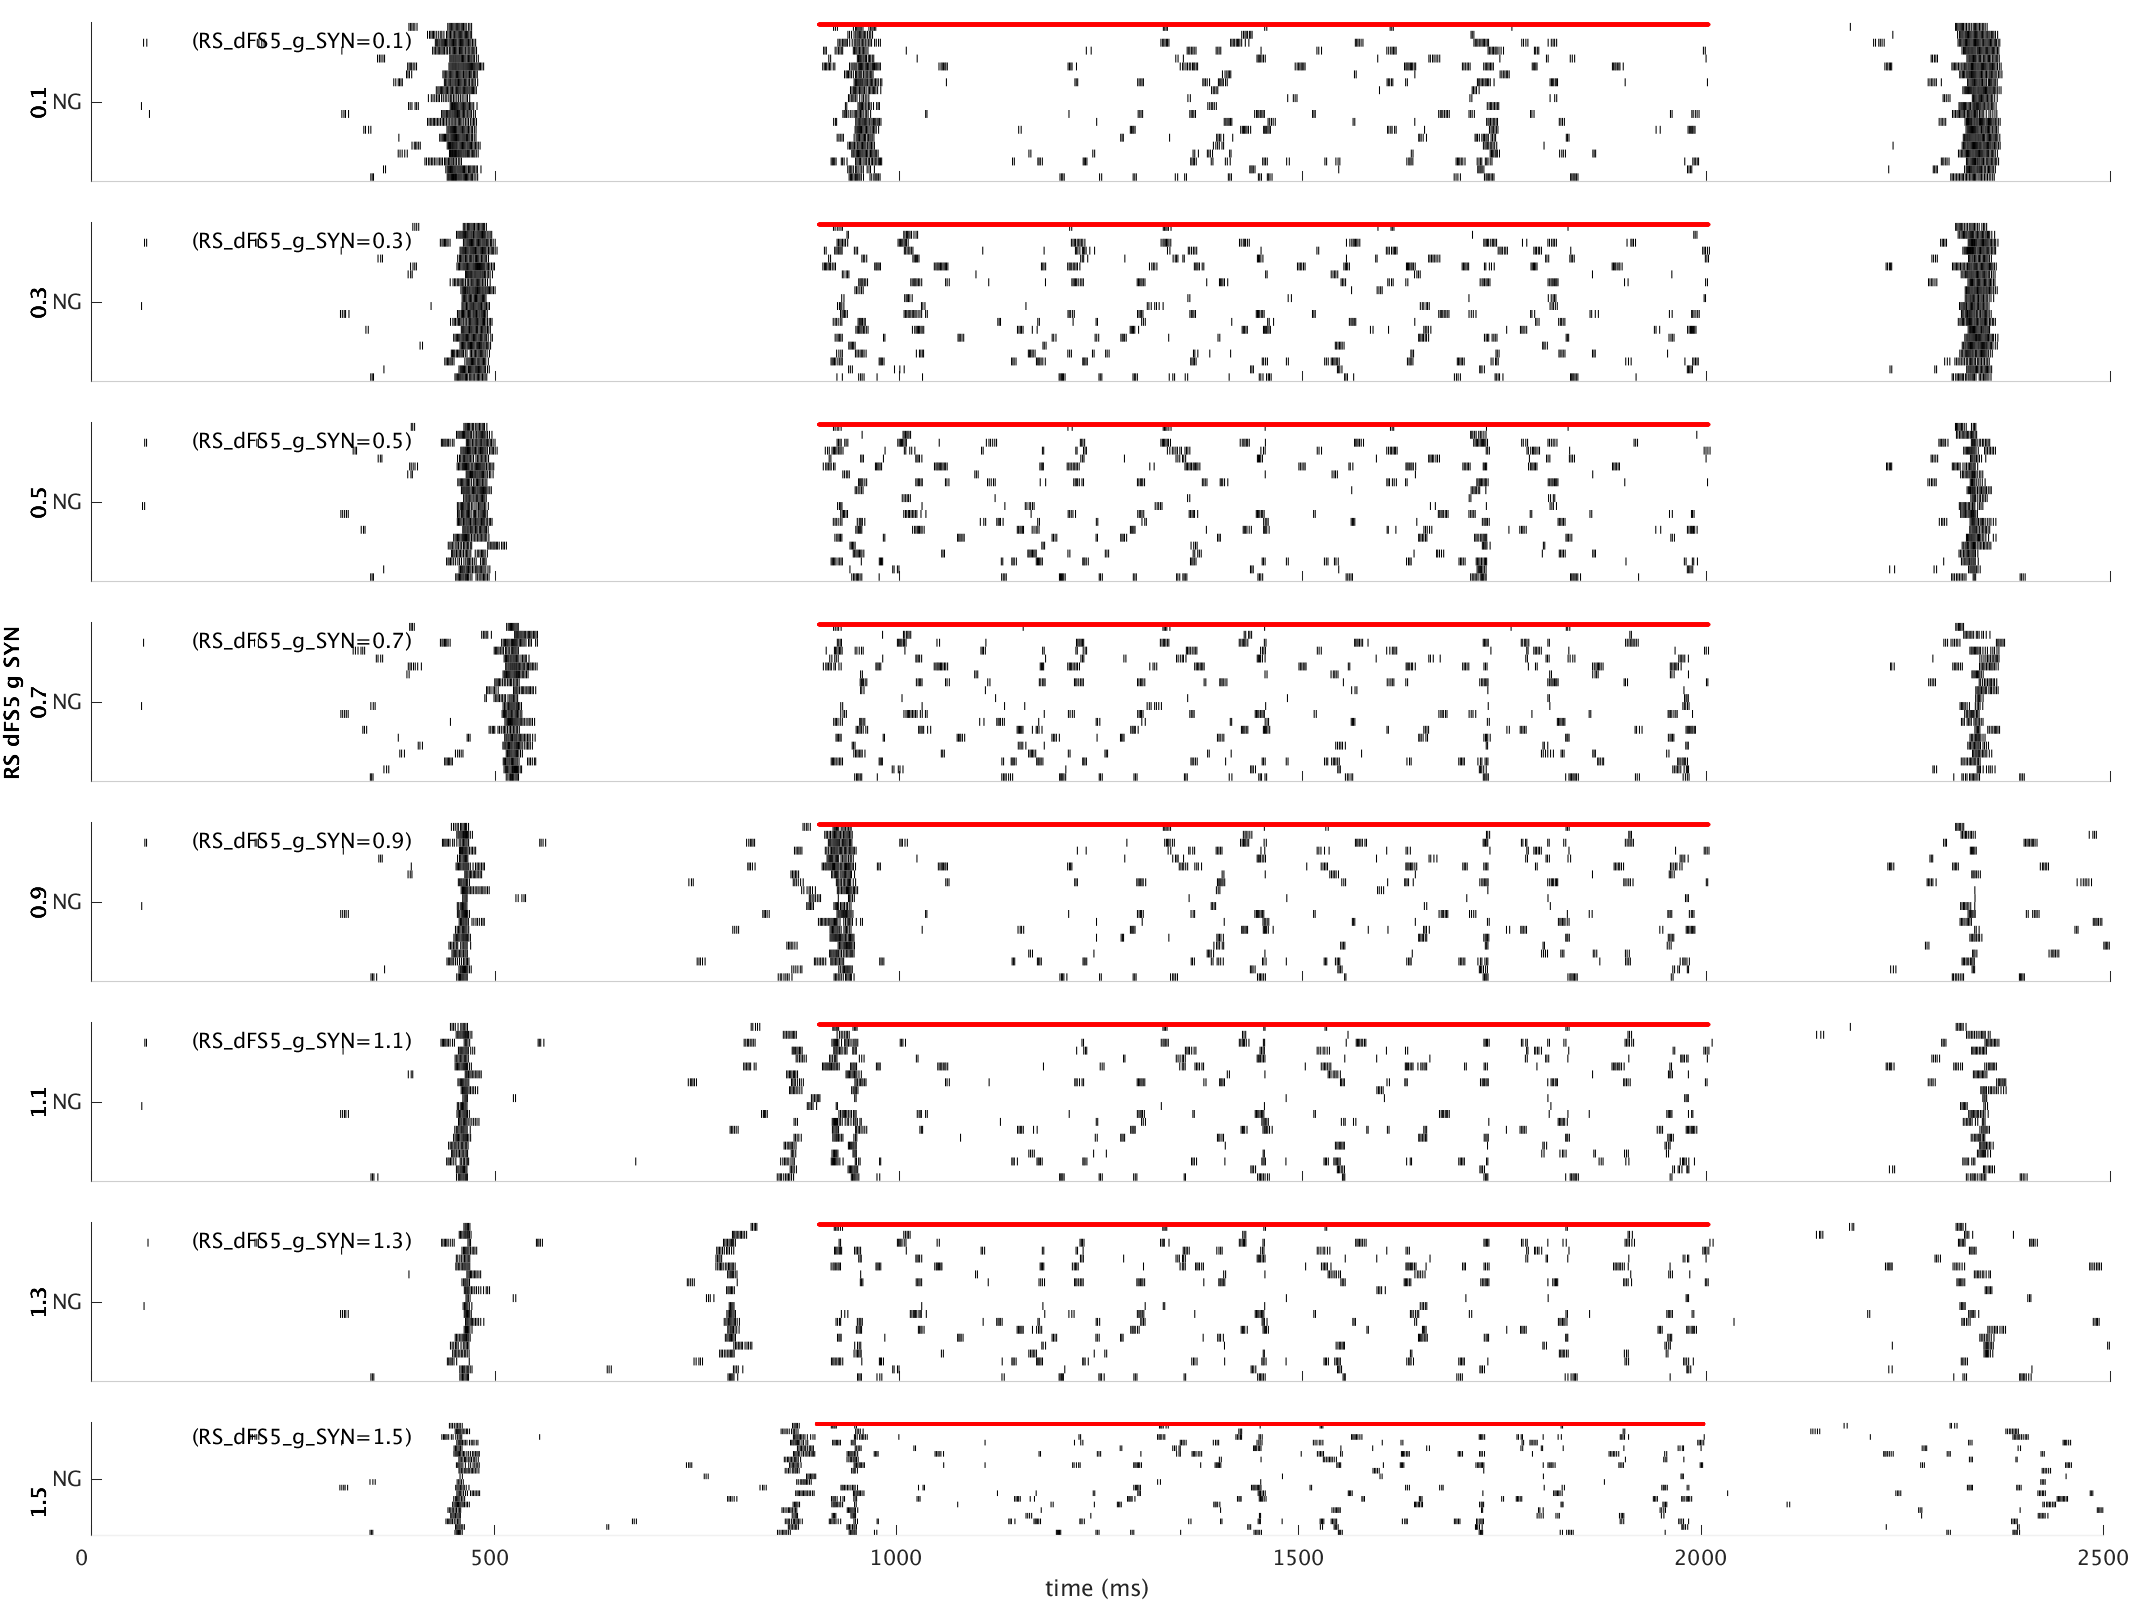 RS dFS5 g SYN
0.1
NG
(RS_dFS5_g_SYN=0.1)
0.3
NG
(RS_dFS5_g_SYN=0.3)
0.5
NG
(RS_dFS5_g_SYN=0.5)
0.7
NG
(RS_dFS5_g_SYN=0.7)
0.9
NG
(RS_dFS5_g_SYN=0.9)
1.1
NG
(RS_dFS5_g_SYN=1.1)
1.3
NG
(RS_dFS5_g_SYN=1.3)
1.5
NG
(RS_dFS5_g_SYN=1.5)
0 500 1000 1500 2000 2500
time (ms)